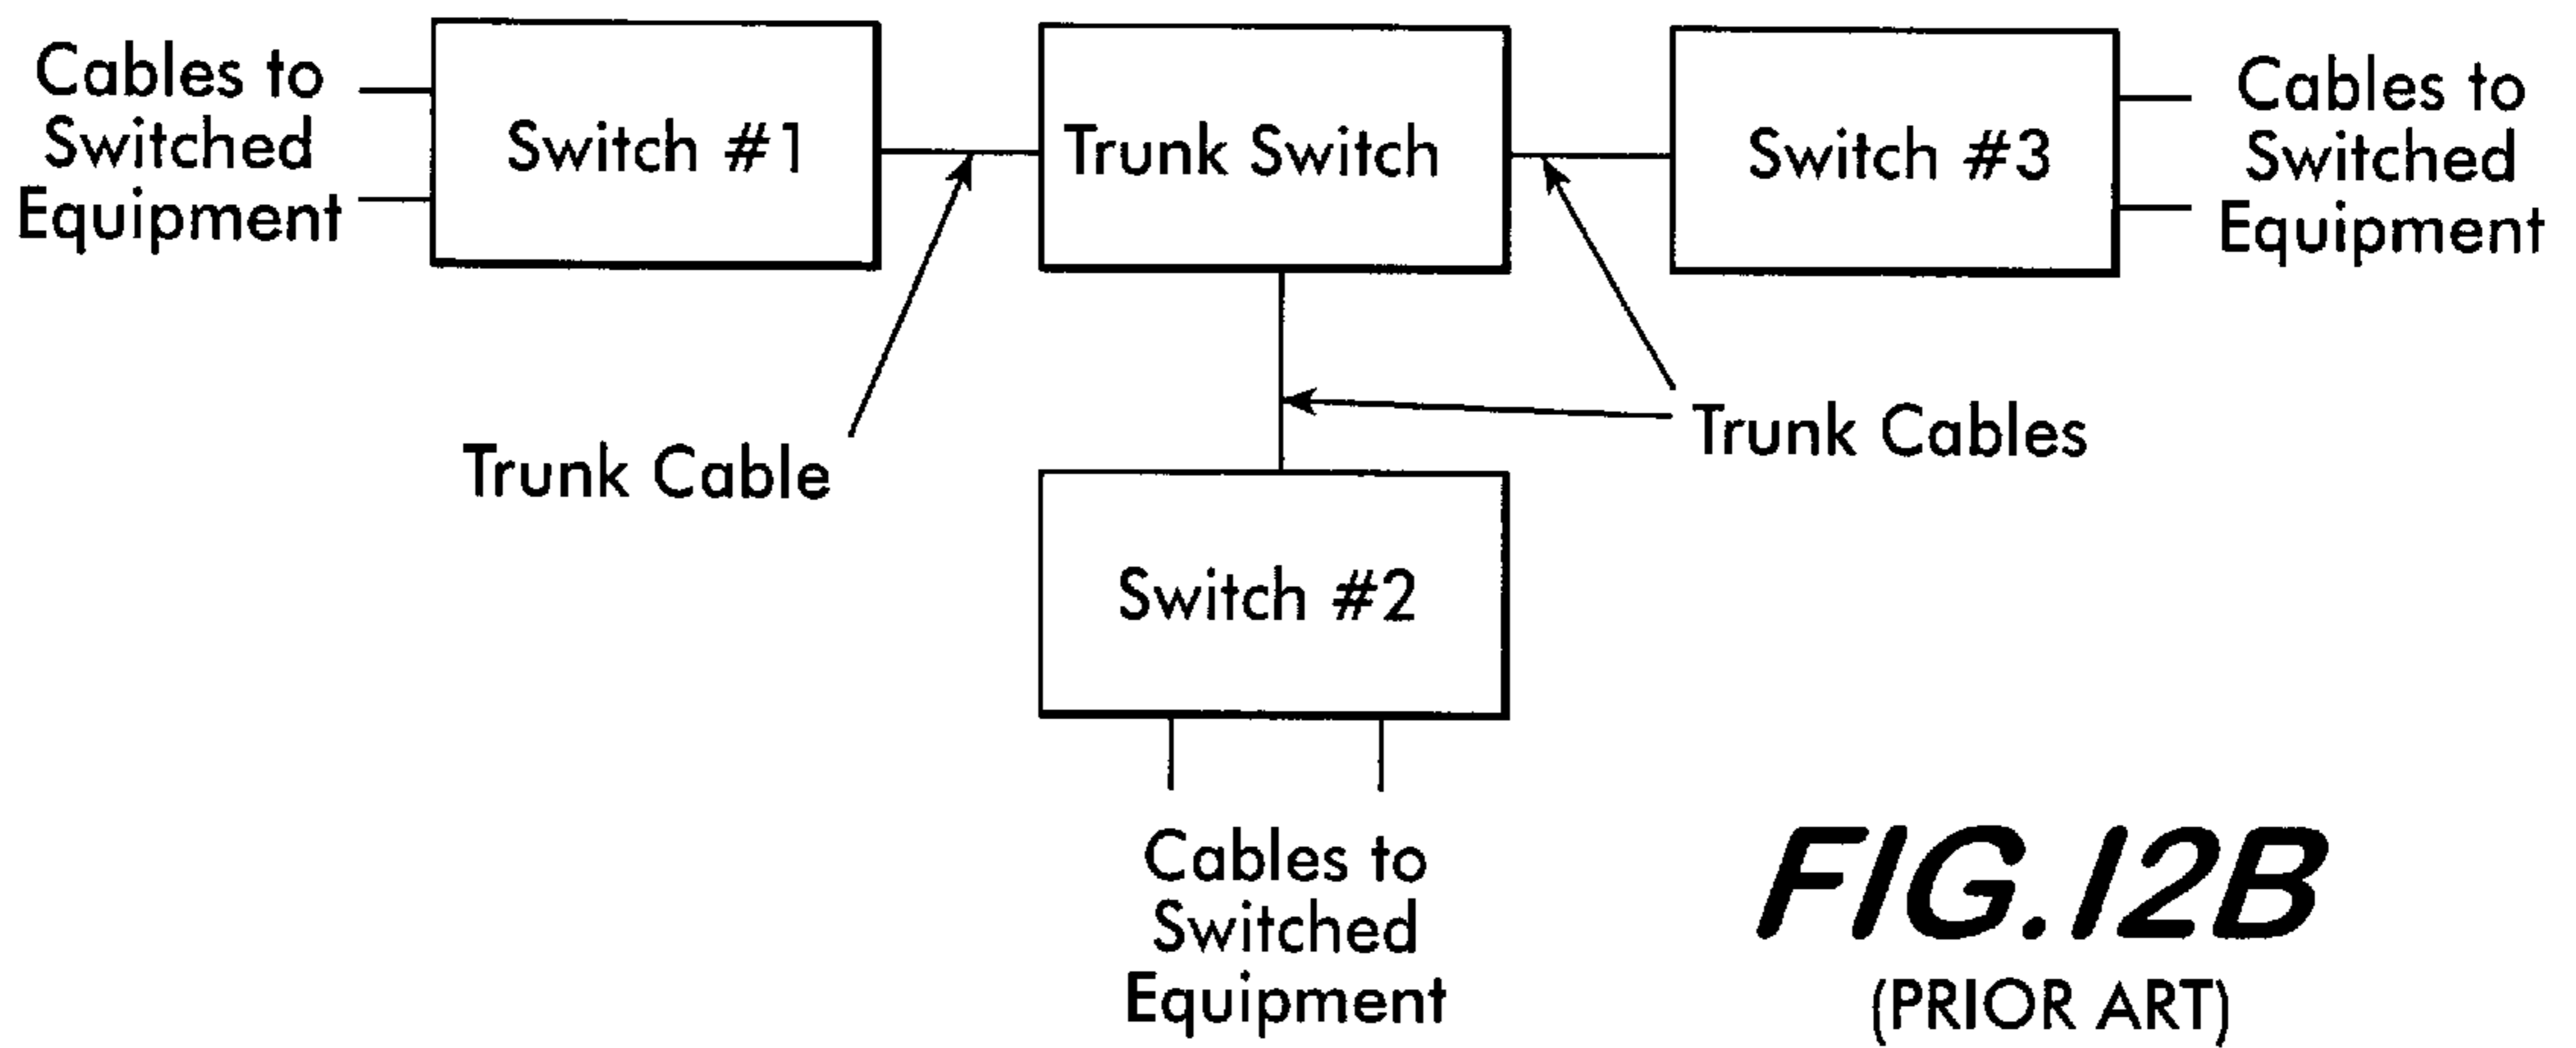 Cables to
Switched
Equipment
Switch #1
Trunk Switch
Switch #3
Cables to
Switched
Equipment
Trunk Cable
Trunk Cables
Switch #2
Cables to
Switched
Equipment
FIG.12B
(PRIOR ART)